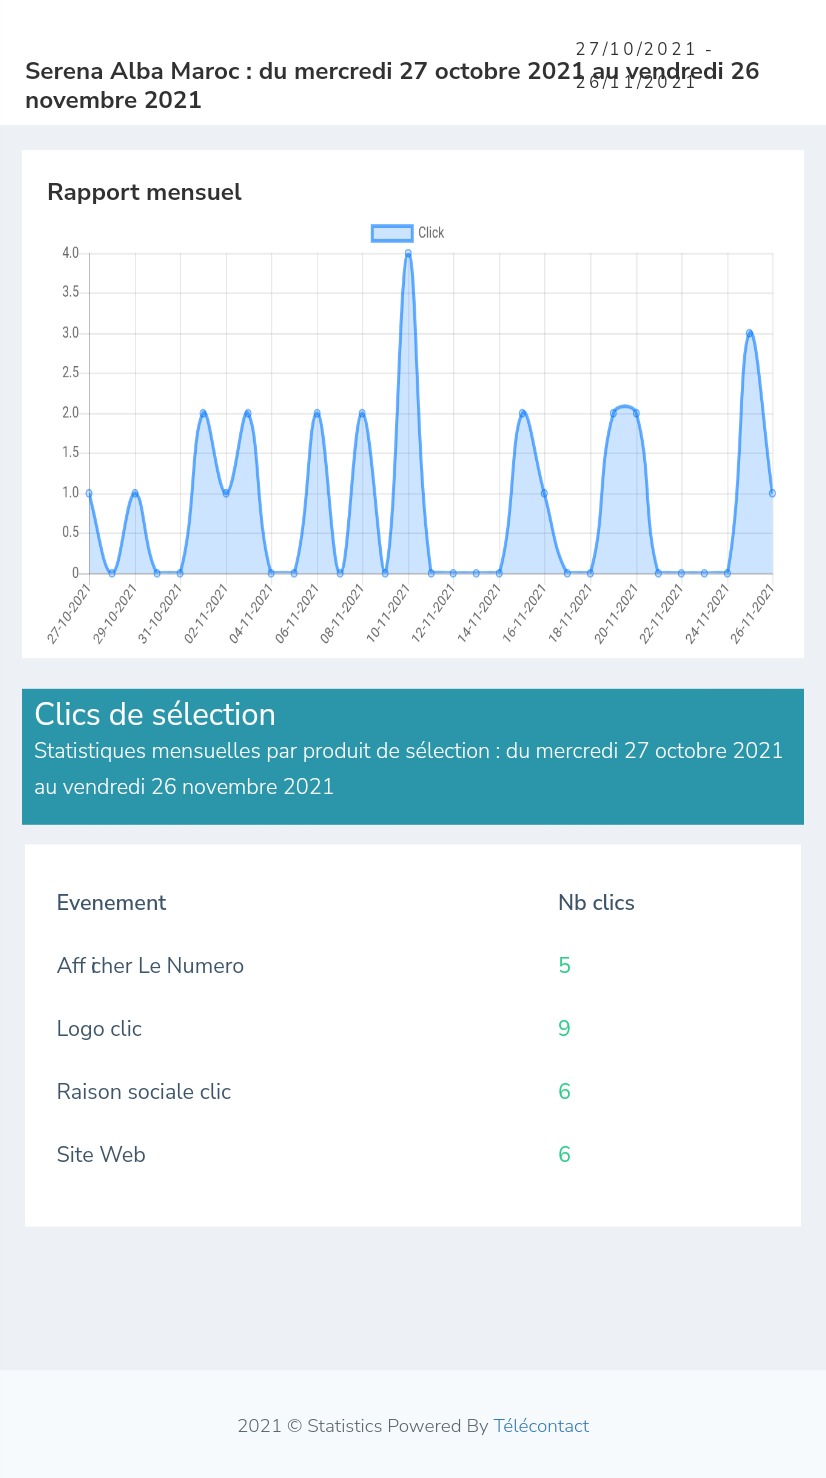 27/10/2021 -
26/11/2021
Serena Alba Maroc : du mercredi 27 octobre 2021 au vendredi 26
novembre 2021
Rapport mensuel
Click
4.0
3.5
3.0
2.5
2.0
1.5
1.0
0.5
0
27-10-2021
29-10-2021
31-10-2021
02-11-2021
04-11-2021
06-11-2021
08-11-2021
10-11-2021
12-11-2021
14-11-2021
16-11-2021
18-11-2021
20-11-2021
22-11-2021
24-11-2021
26-11-2021
Clics de sélection
Statistiques mensuelles par produit de sélection : du mercredi 27 octobre 2021
au vendredi 26 novembre 2021
Evenement Nb clics
Afficher Le Numero 5
Logo clic 9
Raison sociale clic 6
Site Web 6
2021 © Statistics Powered By Télécontact